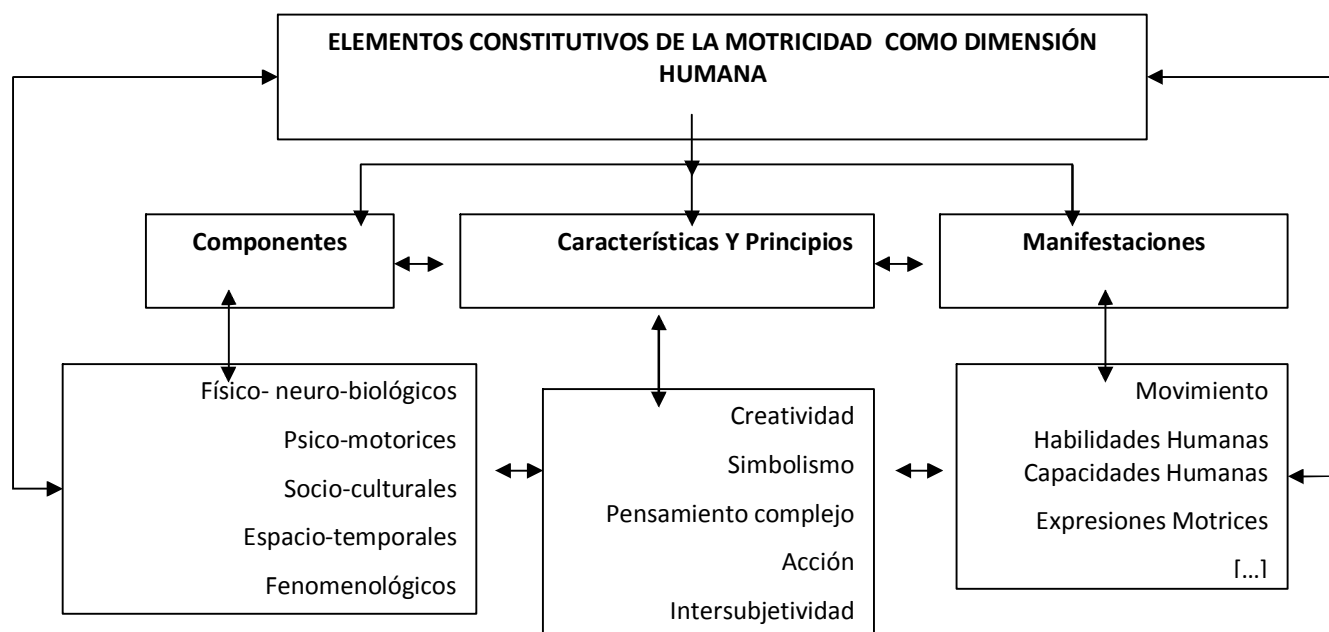 ELEMENTOS CONSTITUTIVOS DE LA MOTRICIDAD COMO DIMENSIÓN
HUMANA
Componentes
Características Y Principios
Manifestaciones
Físico- neuro-biológicos
Psico-motorices
Socio-culturales
Espacio-temporales
Fenomenológicos
Creatividad
Simbolismo
Pensamiento complejo
Acción
Intersubjetividad
Movimiento
Habilidades Humanas
Capacidades Humanas
Expresiones Motrices
[...]